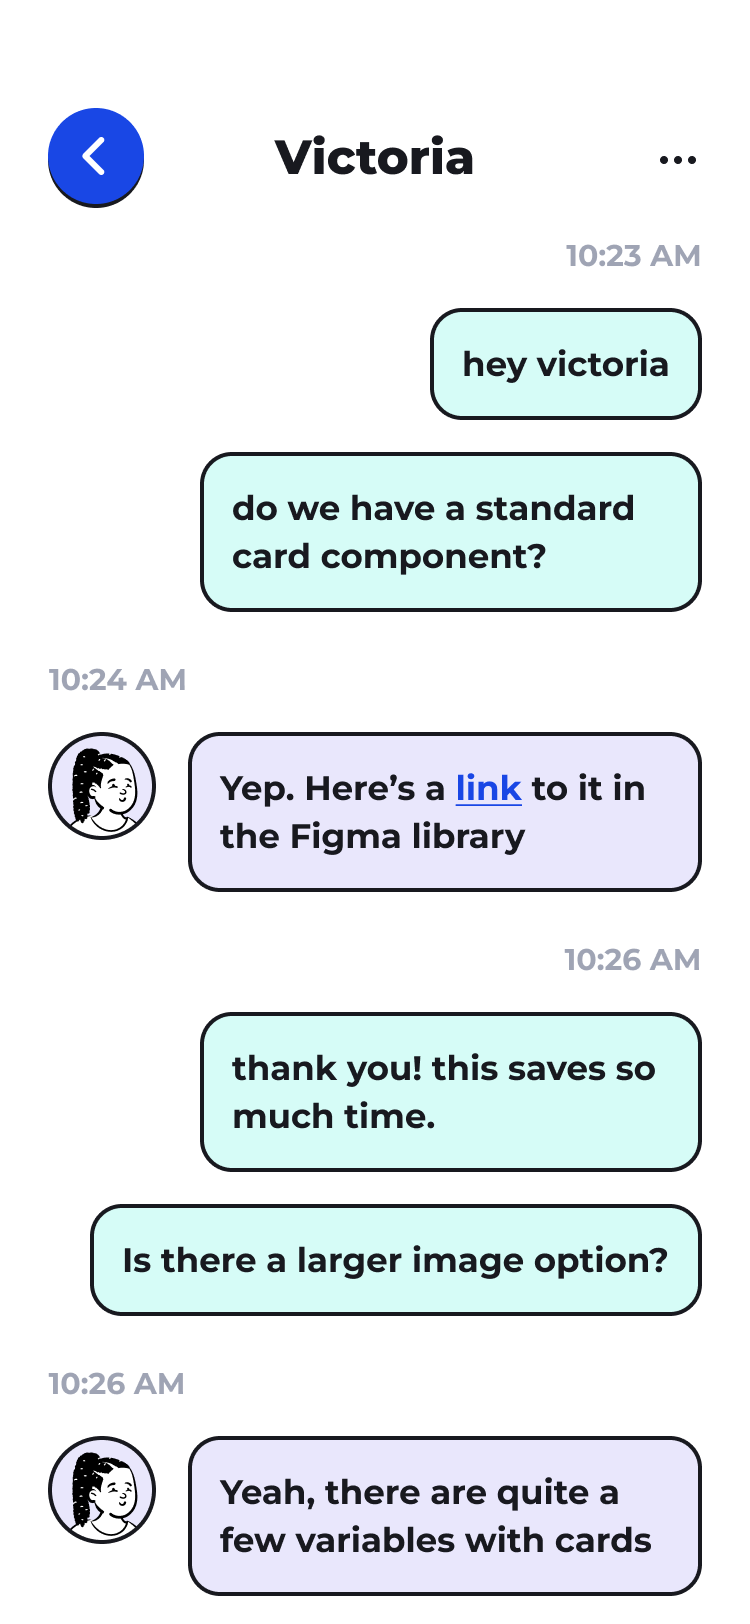 Victoria
10:23 AM
hey victoria
do we have a standard
card component?
10:24 AM
Yep. Here’s a link to it in
the Figma library
10:26 AM
thank you! this saves so
much time.
Is there a larger image option?
10:26 AM
Yeah, there are quite a
few variables with cards